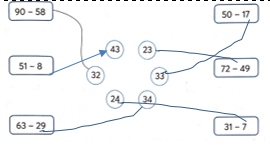 90 – 58
50 – 17
43
23
51 – 8
32
33
72 – 49
24
34
63 – 29
31 – 7